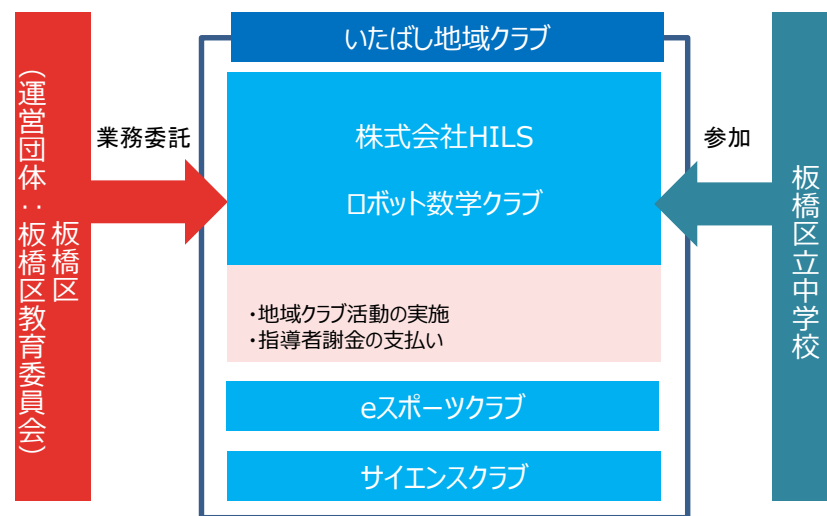 いたばし地域クラブ
板橋区
（運営団体：板橋区教育委員会）
業務委託
株式会社HILS
ロボット数学クラブ
参加
板橋区立中学校
・地域クラブ活動の実施
・指導者謝金の支払い
eスポーツクラブ
サイエンスクラブ